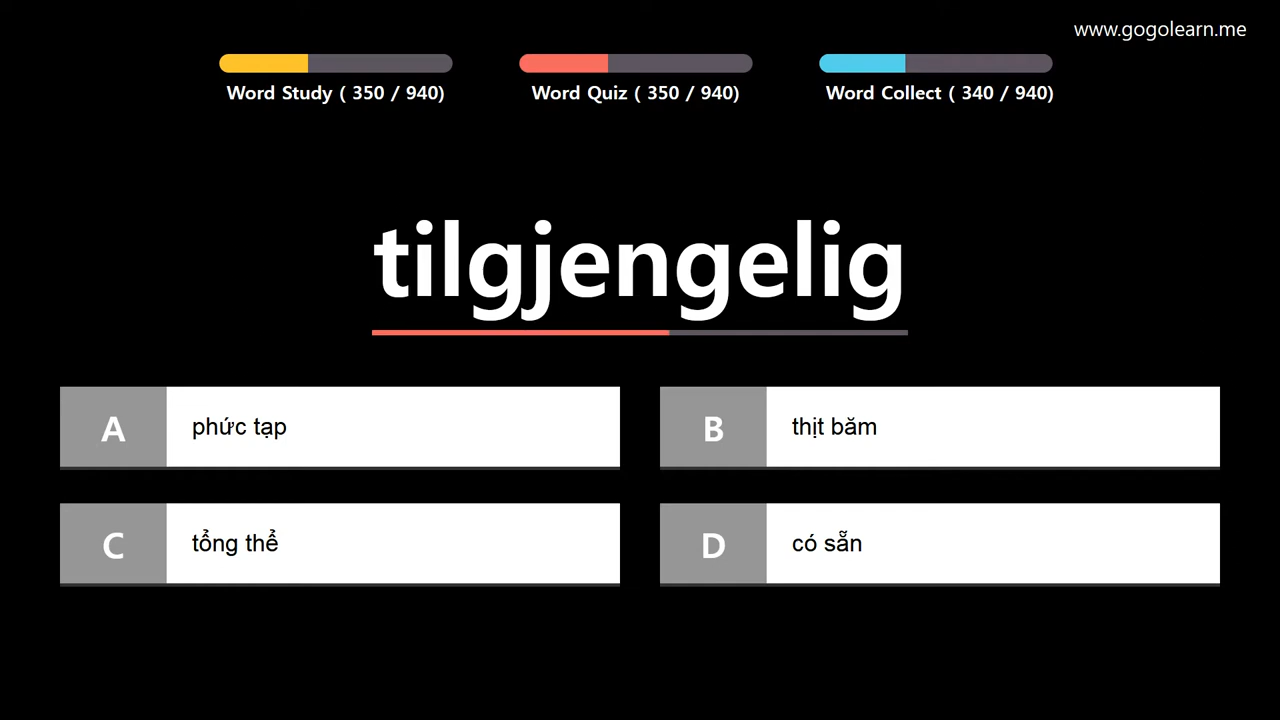 www.gogolearn.me
Word Study ( 350 / 940)
Word Quiz ( 350 / 940)
Word Collect ( 340 / 940)
tilgjengelig
A phức tạp
B thịt băm
C tổng thể
D có sẵn